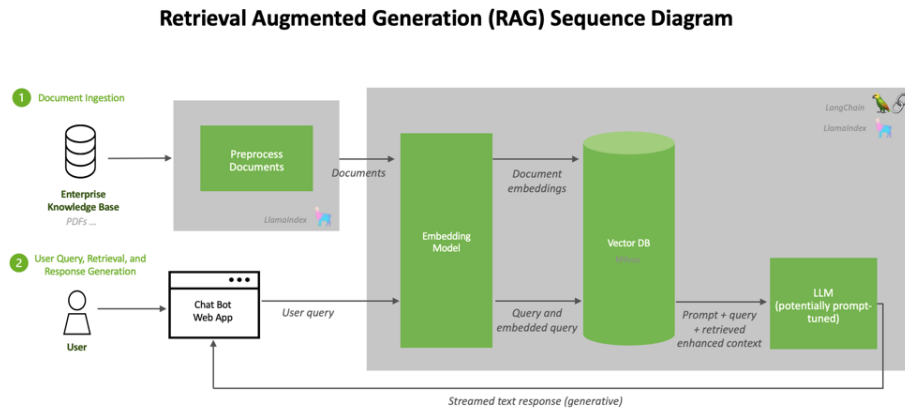 Retrieval Augmented Generation (RAG) Sequence Diagram
1
Document Ingestion
LangChain
LlamaIndex
Preprocess
Documents
Documents
Document
embeddings
Enterprise
Knowledge Base
PDFs ...
LlamaIndex
Embedding
Model
Vector DB
2
User Query, Retrieval, and
Response Generation
Chat Bot
Web App
User query
Query and
embedded query
Prompt + query
+ retrieved
enhanced context
LLM
(potentially prompt-
tuned)
User
Streamed text response (generative)